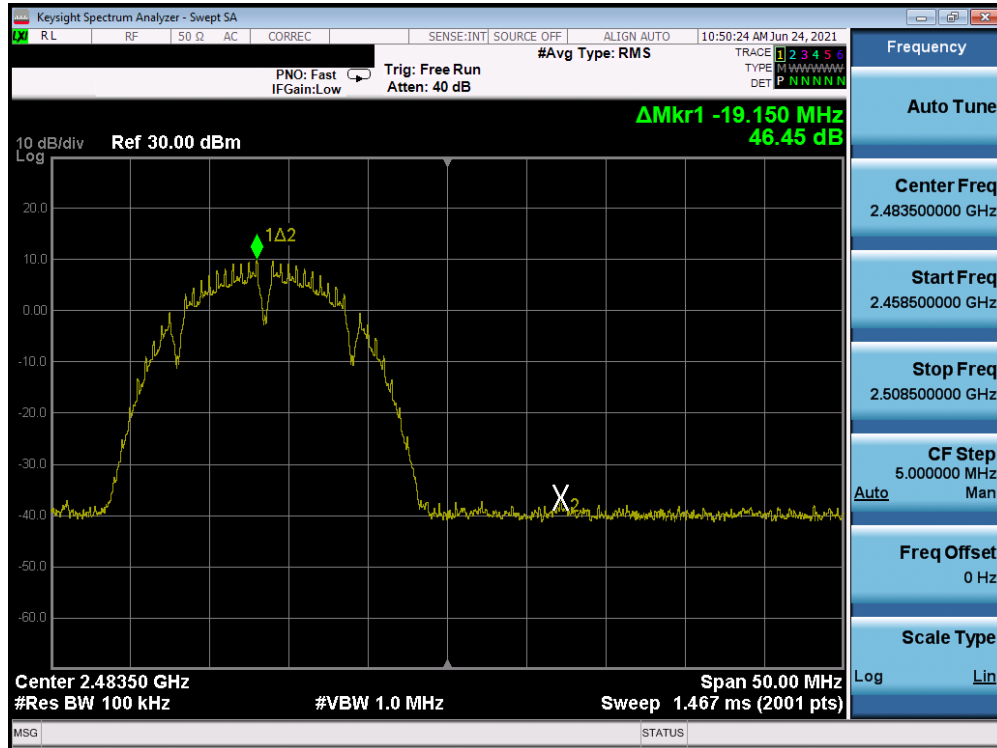 Keysight Spectrum Analyzer - Swept SA
LXI RL RF 50 Ω AC CORREC SENSE:INT SOURCE OFF ALIGN AUTO 10:50:24 AM Jun 24, 2021
#Avg Type: RMS
TRACE 1 2 3 4 5 6
TYPE M WWWWW
DET P N N N N N
PNO: Fast Trig: Free Run
IFGain:Low Atten: 40 dB
ΔMkr1 -19.150 MHz
46.45 dB
10 dB/div Ref 30.00 dBm
Log
20.0
1Δ2
10.0
0.00
-10.0
-20.0
-30.0
X2
-40.0
-50.0
-60.0
Center 2.48350 GHz Span 50.00 MHz
#Res BW 100 kHz #VBW 1.0 MHz Sweep 1.467 ms (2001 pts)
MSG STATUS
Frequency
Auto Tune
Center Freq
2.483500000 GHz
Start Freq
2.458500000 GHz
Stop Freq
2.508500000 GHz
CF Step
5.000000 MHz
Auto Man
Freq Offset
0 Hz
Scale Type
Log Lin